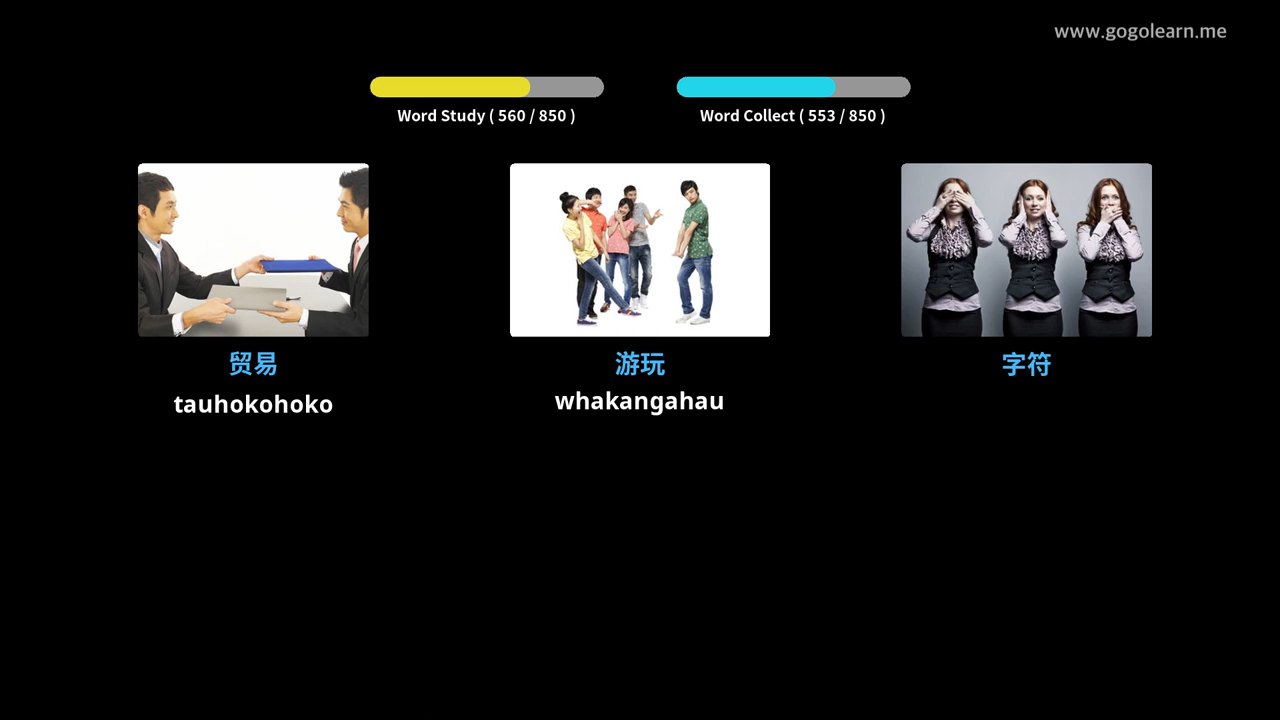 www.gogolearn.me
Word Study ( 560 / 850 )
Word Collect ( 553 / 850 )
贸易
游玩
字符
tauhokohoko
whakangahau